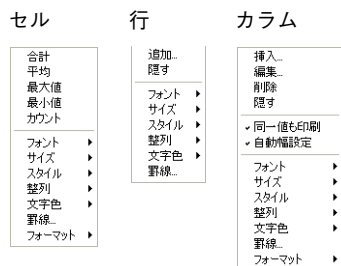 セル
合計
平均
最大値
最小値
カウント
フォント
サイズ
スタイル
整列
文字色
罫線...
フォーマット
行
追加...
隠す
フォント
サイズ
スタイル
整列
文字色
罫線...
カラム
挿入...
編集...
削除
隠す
同一値も印刷
自動幅設定
フォント
サイズ
スタイル
整列
文字色
罫線...
フォーマット